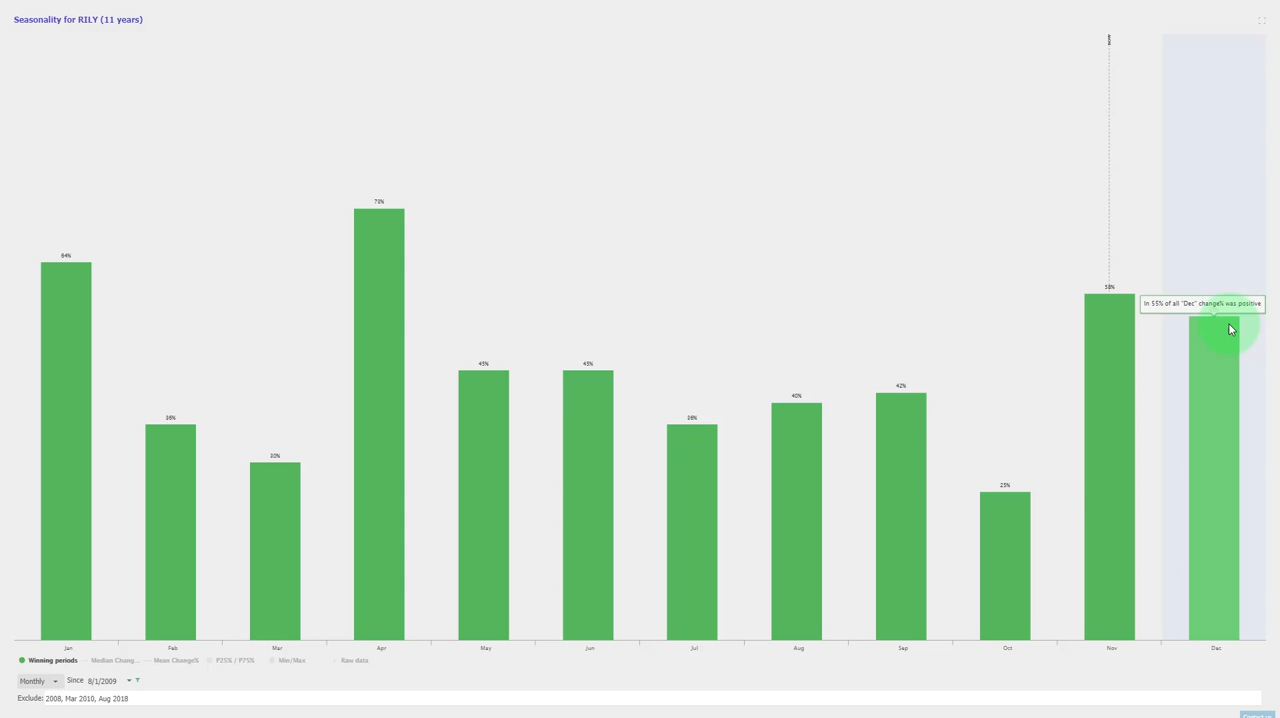 Seasonality for RILY (11 years)
73%
64%
58%
In 55% of all "Dec" change% was positive
45%
45%
42%
40%
36%
36%
30%
25%
Jan Feb Mar Apr May Jun Jul Aug Sep Oct Nov Dec
Winning periods Median Chang... Mean Change% P25% / P75% Min/Max Raw data
Monthly Since 8/1/2009
Exclude: 2008, Mar 2010, Aug 2018